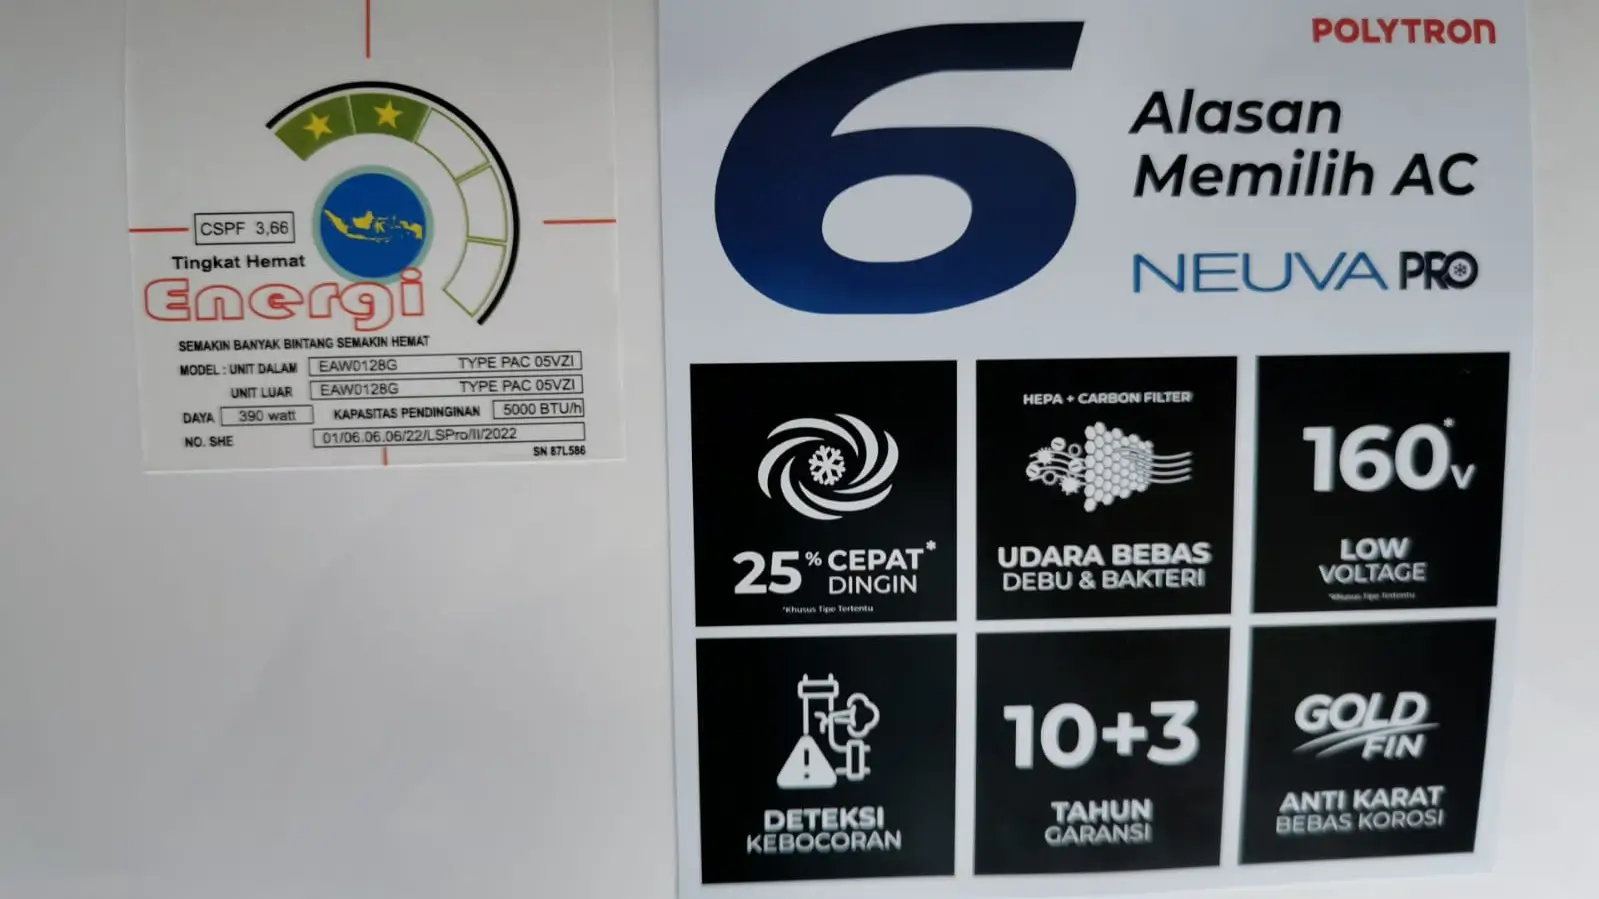 CSPF 3,66
Tingkat Hemat
Energi
SEMAKIN BANYAK BINTANG SEMAKIN HEMAT
MODEL : UNIT DALAM EAW0128G TYPE PAC 05VZI
UNIT LUAR EAW0128G TYPE PAC 05VZI
DAYA 390 watt KAPASITAS PENDINGINAN 5000 BTU/h
NO. SHE 01/06.06.06/22/LSPro/II/2022
SN 87L586
POLYTRON
6 Alasan
Memilih AC
NEUVA PRO
25% CEPAT*
DINGIN
*Khusus Tipe Tertentu
HEPA + CARBON FILTER
UDARA BEBAS
DEBU & BAKTERI
160*V
LOW
VOLTAGE
*Khusus Tipe Tertentu
DETEKSI
KEBOCORAN
10+3
TAHUN
GARANSI
GOLD
FIN
ANTI KARAT
BEBAS KOROSI